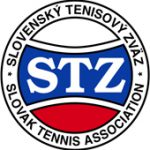 SLOVENSKÝ TENISOVÝ ZVÄZ
STZ
SLOVAK TENNIS ASSOCIATION